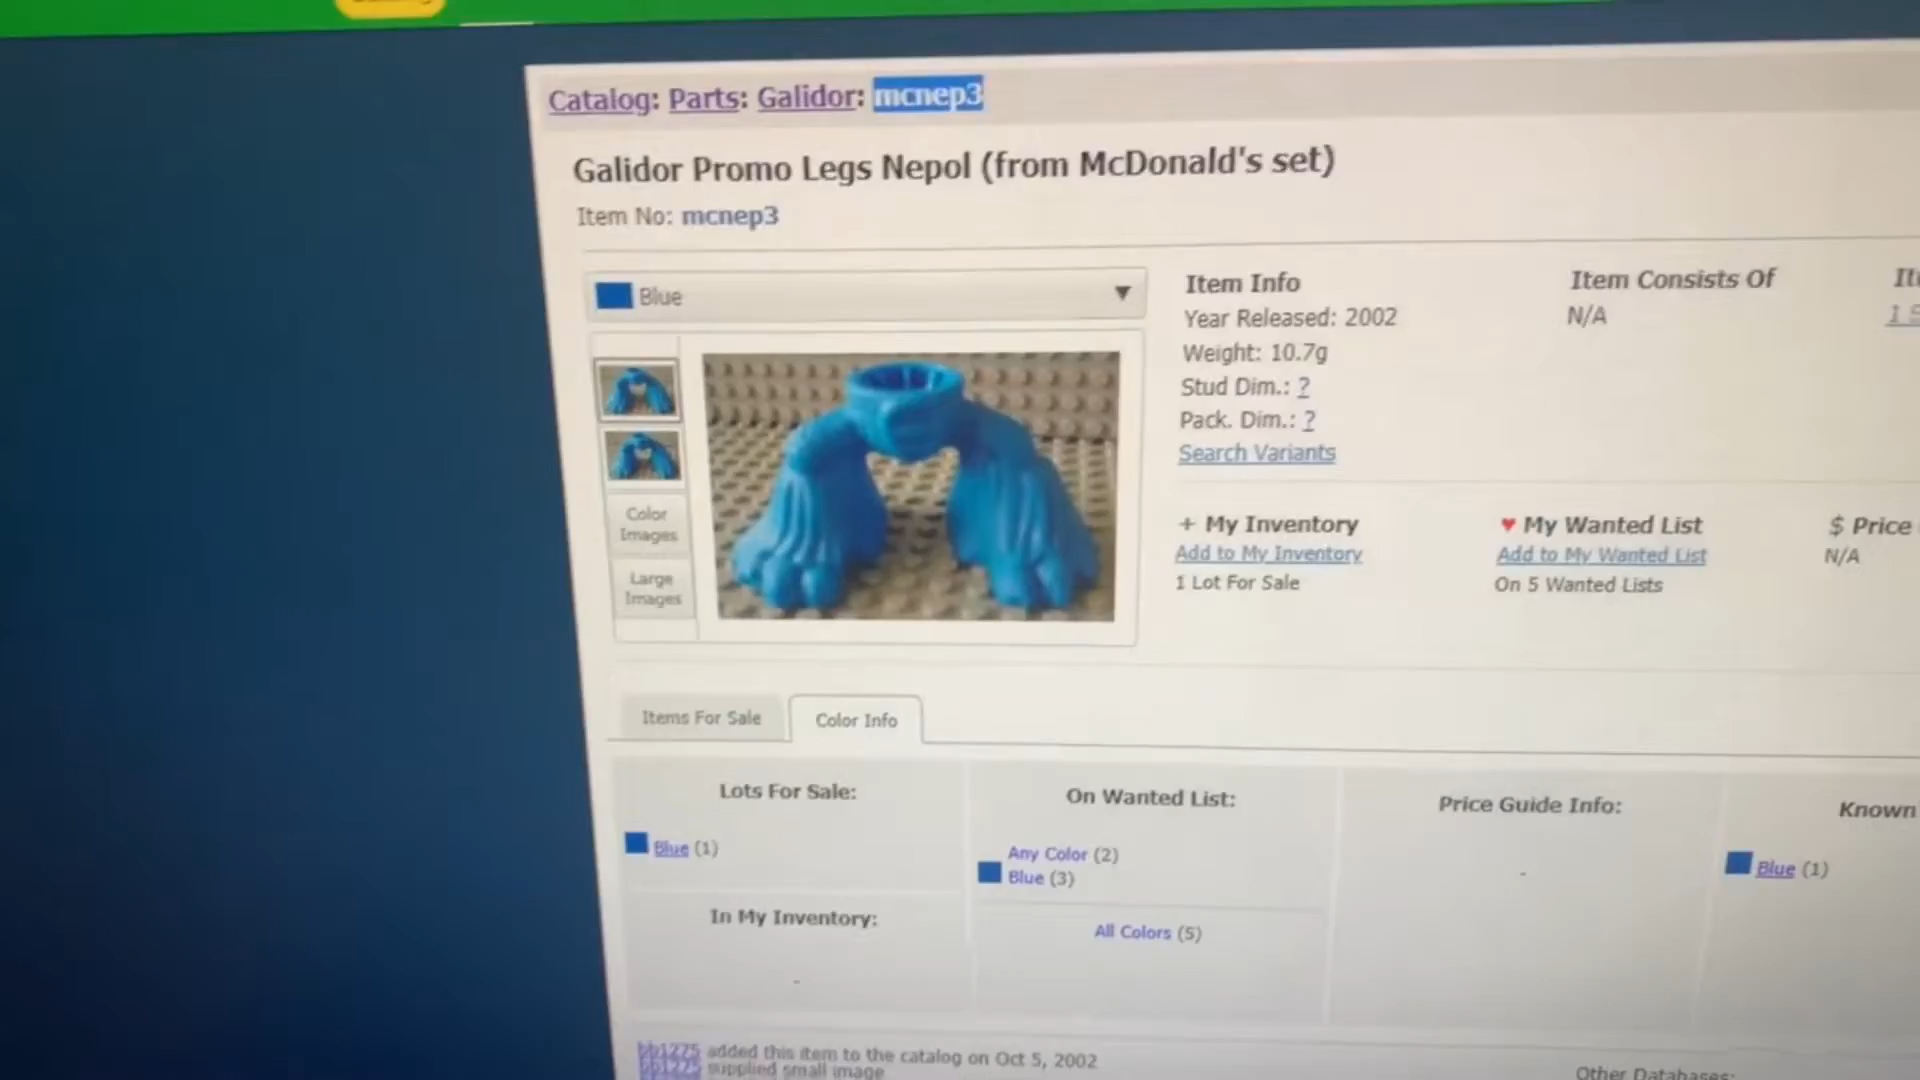 Catalog: Parts: Galidor: mcnep3
Galidor Promo Legs Nepol (from McDonald's set)
Item No: mcnep3
Blue
Color
Images
Large
Images
Item Info
Year Released: 2002
Weight: 10.7g
Stud Dim.: ?
Pack. Dim.: ?
Search Variants
Item Consists Of
N/A
+ My Inventory
Add to My Inventory
1 Lot For Sale
♥ My Wanted List
Add to My Wanted List
On 5 Wanted Lists
$ Price
N/A
Items For Sale
Color Info
Lots For Sale:
Blue (1)
On Wanted List:
Any Color (2)
Blue (3)
All Colors (5)
Price Guide Info:
-
Known
Blue (1)
In My Inventory:
-
bb1275 added this item to the catalog on Oct 5, 2002
bb1275 supplied small image
Other Databases: